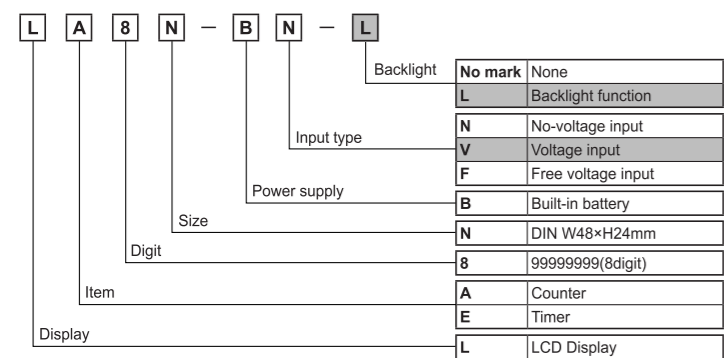 L A 8 N - B N - L
Backlight No mark None
L Backlight function
Input type N No-voltage input
V Voltage input
F Free voltage input
Power supply B Built-in battery
Size N DIN W48×H24mm
Digit 8 99999999(8digit)
Item A Counter
E Timer
Display L LCD Display